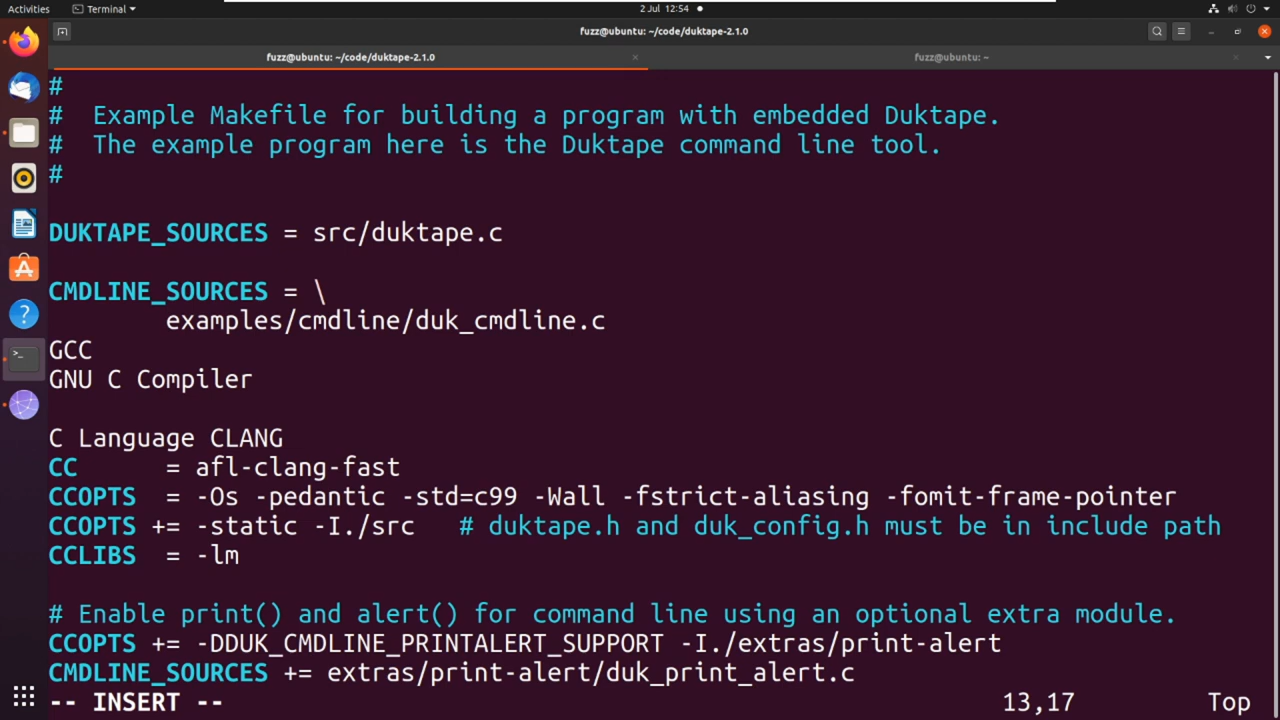 Activities Terminal 2 Jul 12:54
fuzz@ubuntu: ~/code/duktape-2.1.0
fuzz@ubuntu: ~/code/duktape-2.1.0 fuzz@ubuntu: ~
#
# Example Makefile for building a program with embedded Duktape.
# The example program here is the Duktape command line tool.
#
DUKTAPE_SOURCES = src/duktape.c
CMDLINE_SOURCES = \
examples/cmdline/duk_cmdline.c
GCC
GNU C Compiler
C Language CLANG
CC = afl-clang-fast
CCOPTS = -Os -pedantic -std=c99 -Wall -fstrict-aliasing -fomit-frame-pointer
CCOPTS += -static -I./src # duktape.h and duk_config.h must be in include path
CCLIBS = -lm
# Enable print() and alert() for command line using an optional extra module.
CCOPTS += -DDUK_CMDLINE_PRINTALERT_SUPPORT -I./extras/print-alert
CMDLINE_SOURCES += extras/print-alert/duk_print_alert.c
-- INSERT -- 13,17 Top